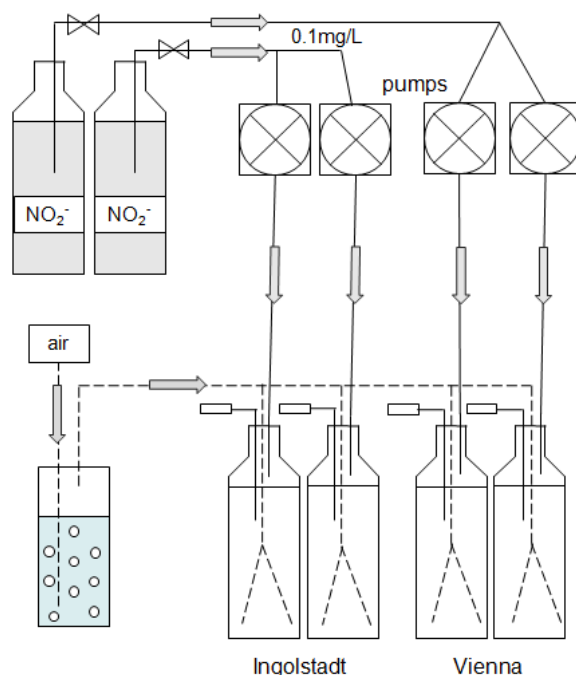 0.1mg/L
pumps
NO₂⁻
NO₂⁻
air
Ingolstadt
Vienna